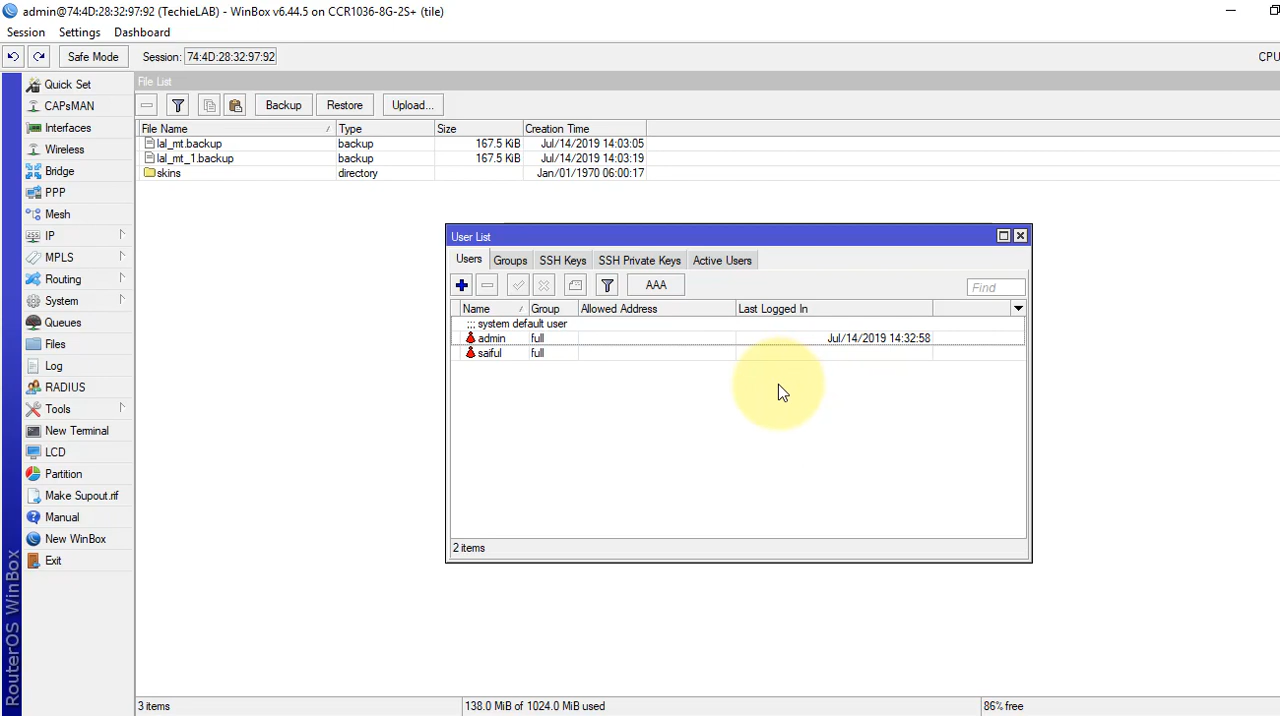 admin@74:4D:28:32:97:92 (TechieLAB) - WinBox v6.44.5 on CCR1036-8G-2S+ (tile)
Session Settings Dashboard
Safe Mode Session: 74:4D:28:32:97:92 CPU
Quick Set
CAPsMAN
Interfaces
Wireless
Bridge
PPP
Mesh
IP
MPLS
Routing
System
Queues
Files
Log
RADIUS
Tools
New Terminal
LCD
Partition
Make Supout.rif
Manual
New WinBox
Exit
RouterOS WinBox
File List
Backup Restore Upload...
File Name / Type Size Creation Time
lal_mt.backup backup 167.5 KiB Jul/14/2019 14:03:05
lal_mt_1.backup backup 167.5 KiB Jul/14/2019 14:03:19
skins directory Jan/01/1970 06:00:17
User List
Users Groups SSH Keys SSH Private Keys Active Users
AAA Find
Name / Group Allowed Address Last Logged In
;;; system default user
admin full Jul/14/2019 14:32:58
saiful full
2 items
3 items 138.0 MiB of 1024.0 MiB used 86% free